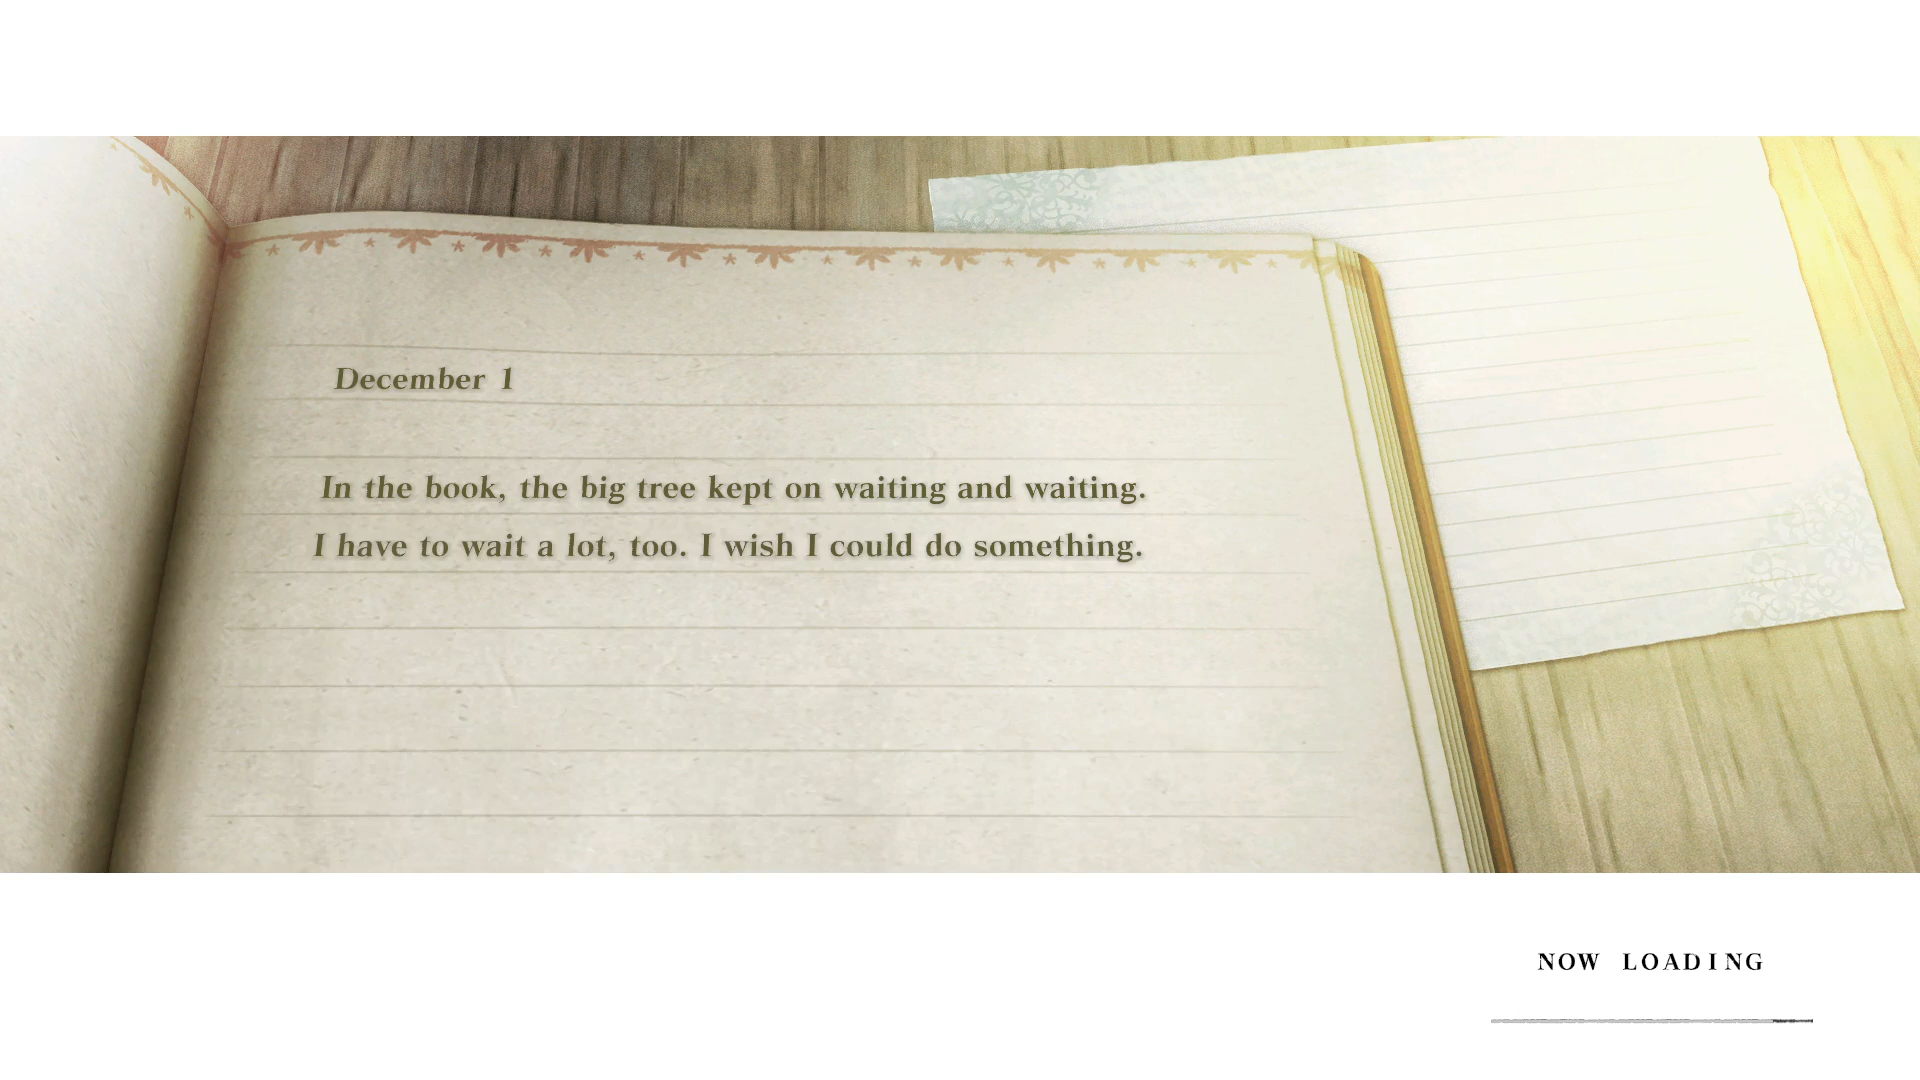 December 1
In the book, the big tree kept on waiting and waiting.
I have to wait a lot, too. I wish I could do something.
NOW LOADING